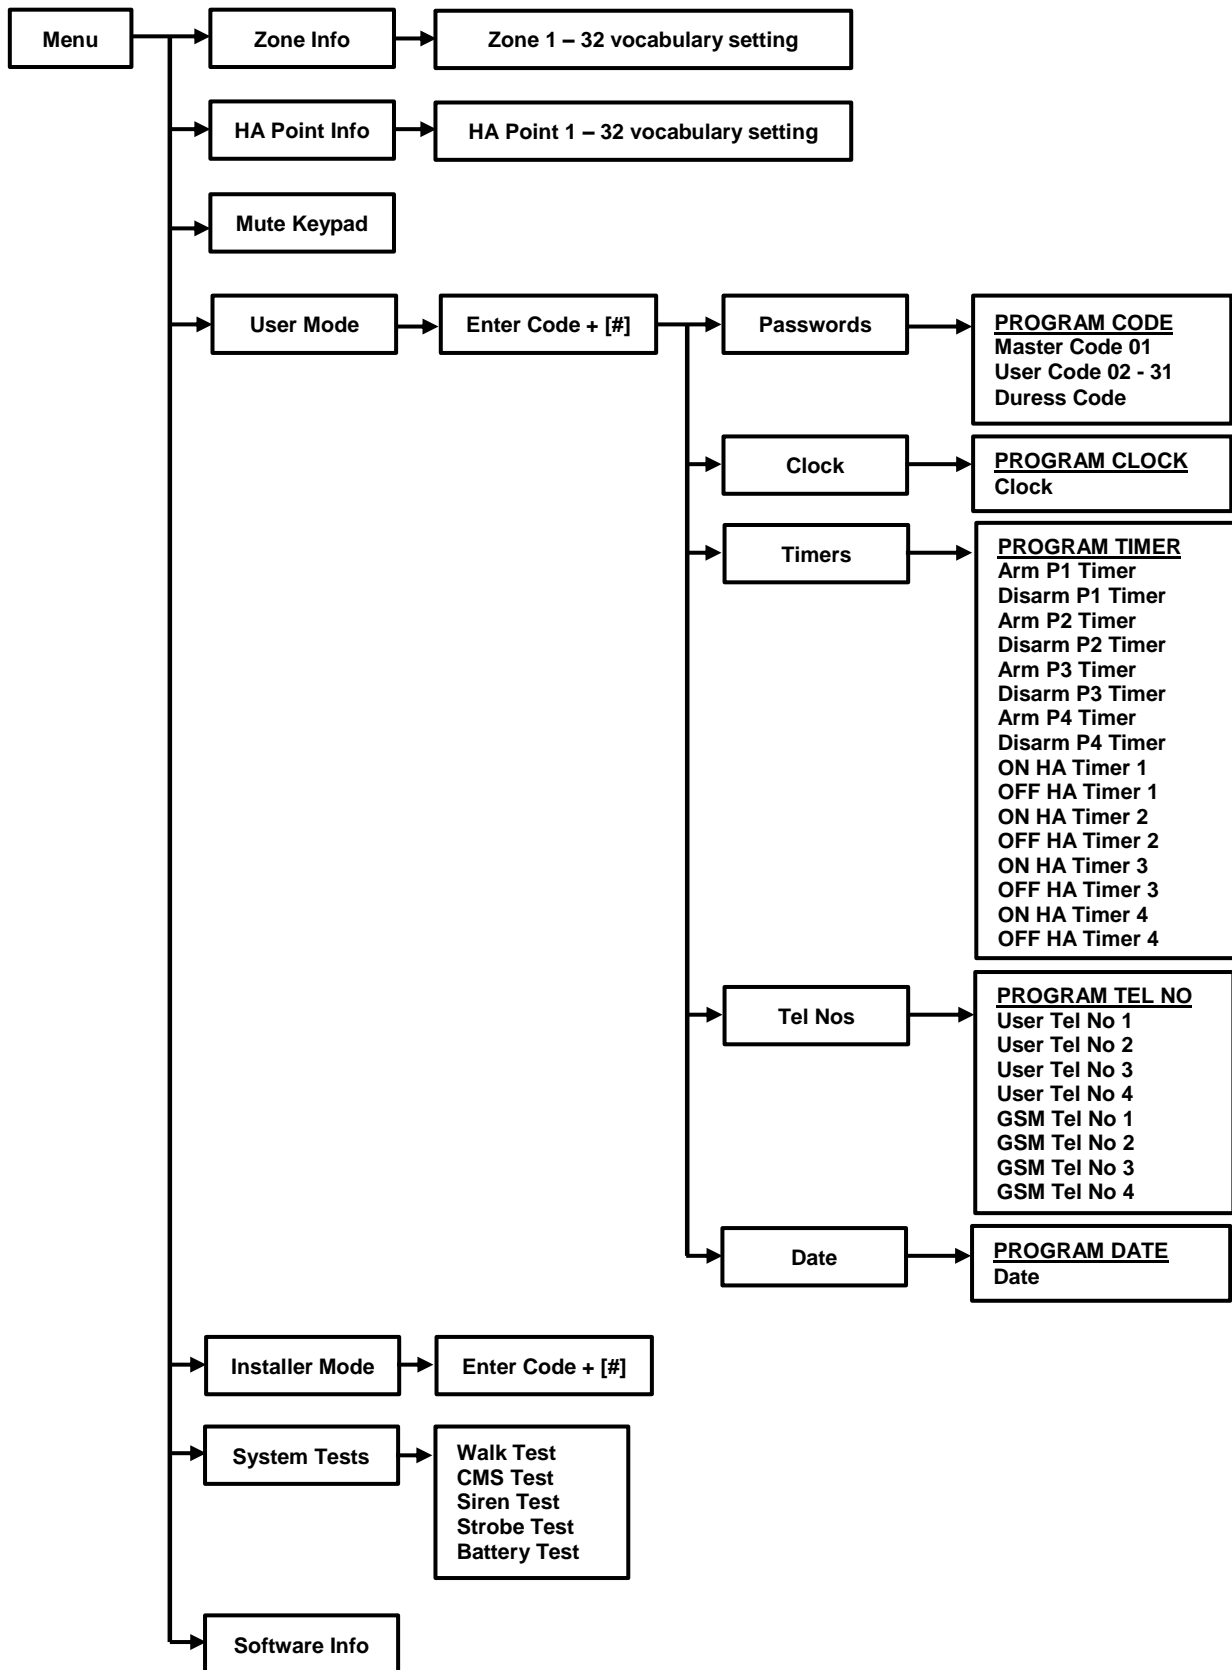 Menu
Zone Info
Zone 1 – 32 vocabulary setting
HA Point Info
HA Point 1 – 32 vocabulary setting
Mute Keypad
User Mode
Enter Code + [#]
Passwords
PROGRAM CODE
Master Code 01
User Code 02 - 31
Duress Code
Clock
PROGRAM CLOCK
Clock
Timers
PROGRAM TIMER
Arm P1 Timer
Disarm P1 Timer
Arm P2 Timer
Disarm P2 Timer
Arm P3 Timer
Disarm P3 Timer
Arm P4 Timer
Disarm P4 Timer
ON HA Timer 1
OFF HA Timer 1
ON HA Timer 2
OFF HA Timer 2
ON HA Timer 3
OFF HA Timer 3
ON HA Timer 4
OFF HA Timer 4
Tel Nos
PROGRAM TEL NO
User Tel No 1
User Tel No 2
User Tel No 3
User Tel No 4
GSM Tel No 1
GSM Tel No 2
GSM Tel No 3
GSM Tel No 4
Date
PROGRAM DATE
Date
Installer Mode
Enter Code + [#]
System Tests
Walk Test
CMS Test
Siren Test
Strobe Test
Battery Test
Software Info